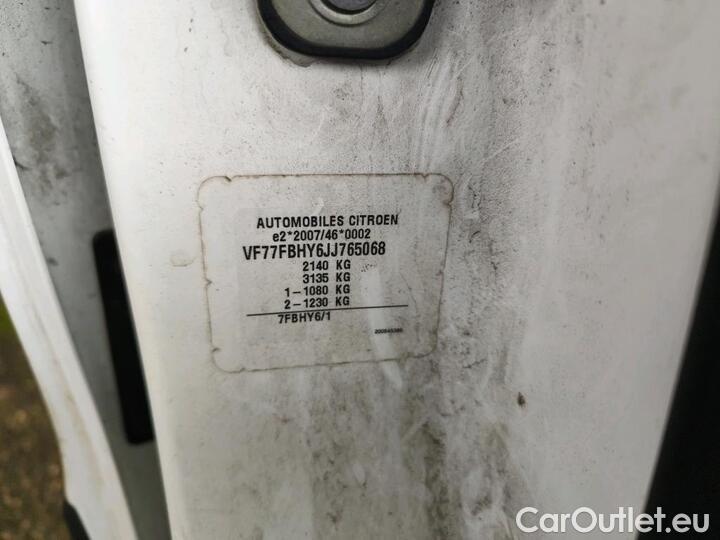 AUTOMOBILES CITROEN
e2*2007/46*0002
VF77FBHY6JJ765068
2140 KG
3135 KG
1-1080 KG
2-1230 KG
7FBHY6/1
CarOutlet.eu